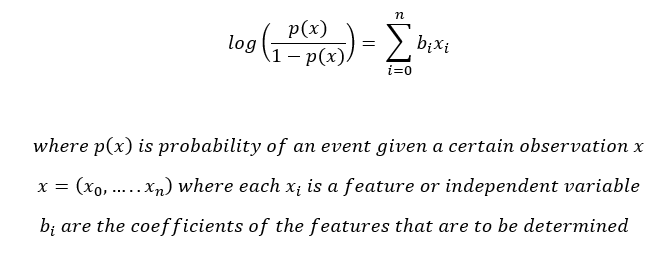 log(p(x)/(1 − p(x))) = ∑_{i=0}^{n} b_i x_i
where p(x) is probability of an event given a certain observation x
x = (x_0, ..... x_n) where each x_i is a feature or independent variable
b_i are the coefficients of the features that are to be determined